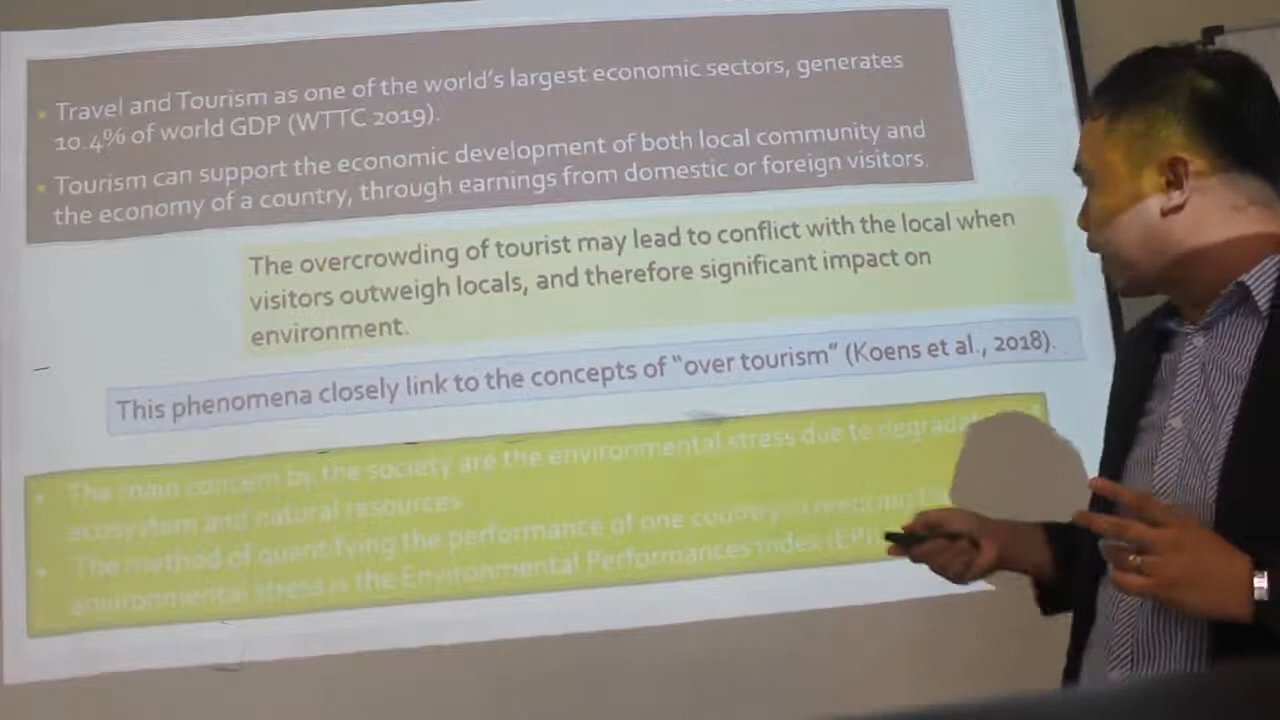 • Travel and Tourism as one of the world's largest economic sectors, generates
10.4% of world GDP (WTTC 2019).
• Tourism can support the economic development of both local community and
the economy of a country, through earnings from domestic or foreign visitors.
The overcrowding of tourist may lead to conflict with the local when
visitors outweigh locals, and therefore significant impact on
environment.
This phenomena closely link to the concepts of "over tourism" (Koens et al., 2018).
• The main concern by the society are the environmental stress due to
ecosystem and natural resources
• The method of quantifying the performance of one country in
environmental stress is the Environmental Performances Index (EPI)